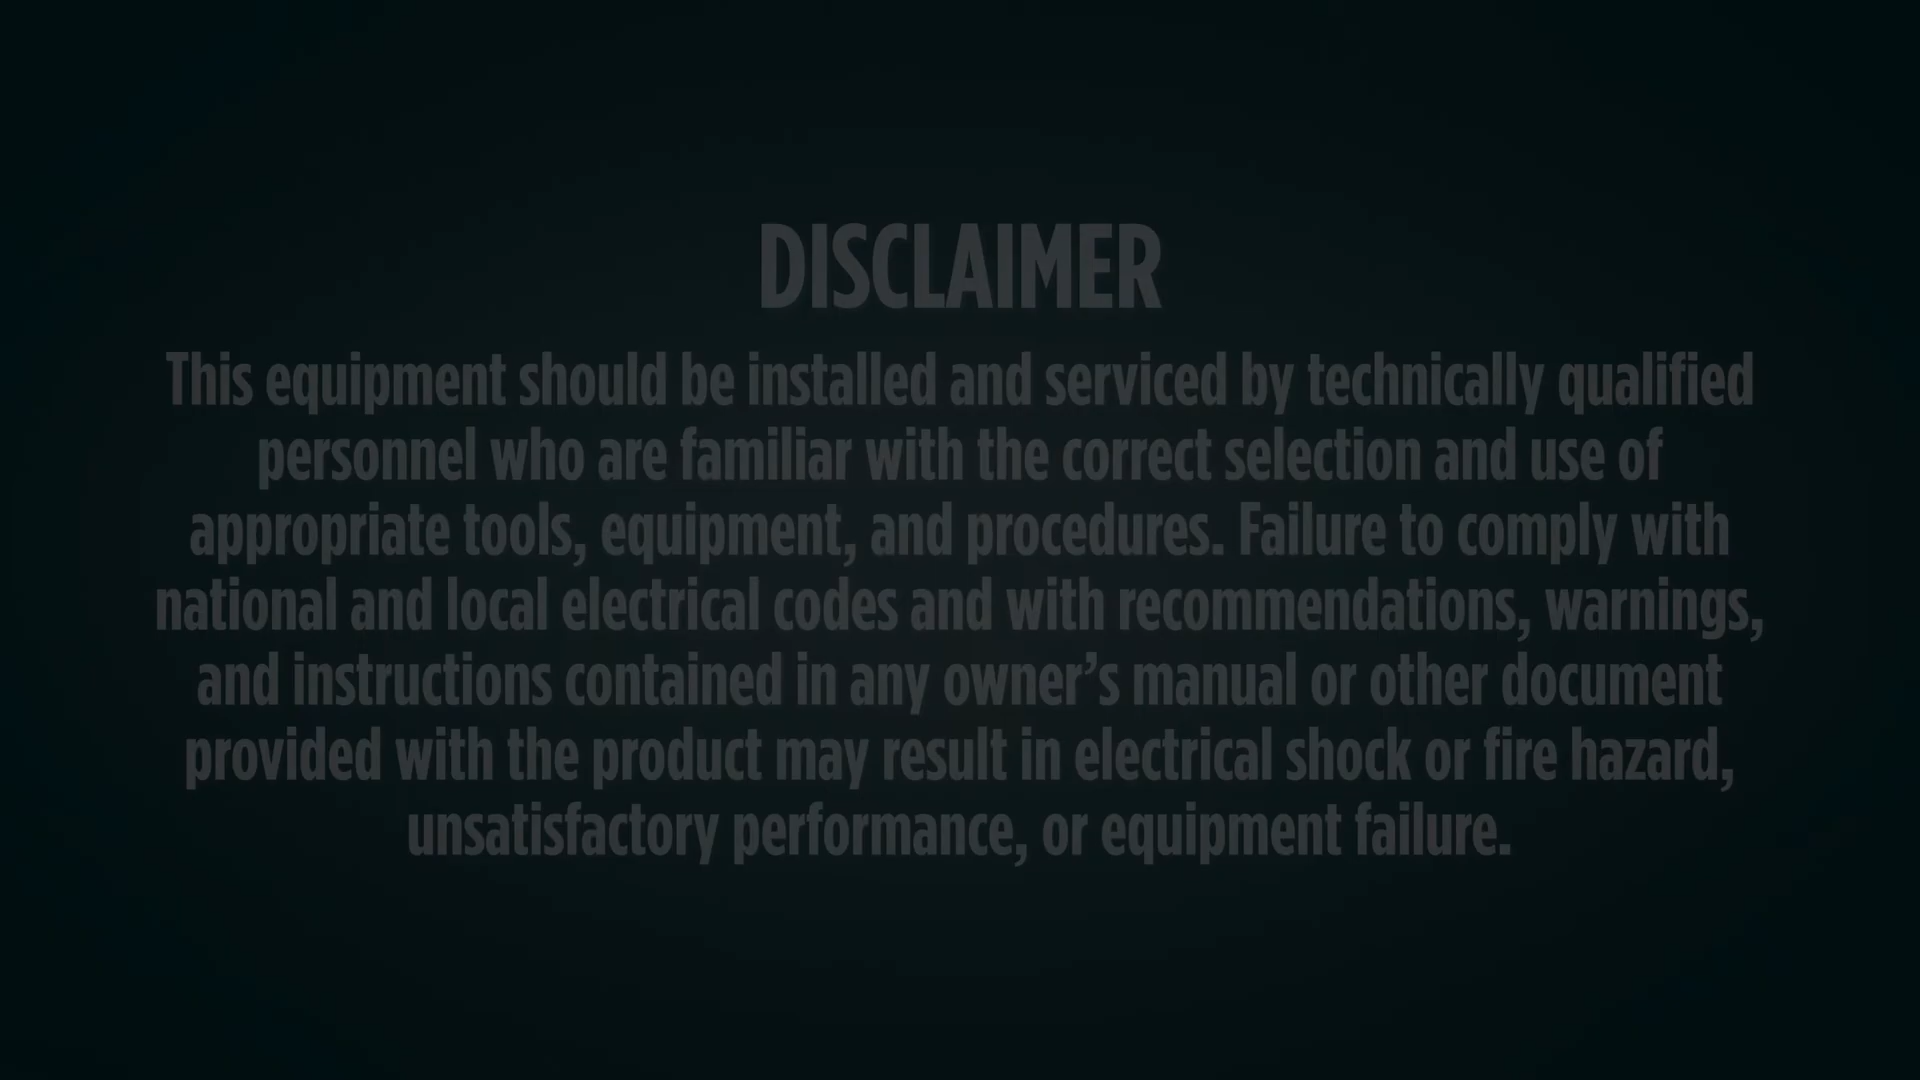 DISCLAIMER
This equipment should be installed and serviced by technically qualified
personnel who are familiar with the correct selection and use of
appropriate tools, equipment, and procedures. Failure to comply with
national and local electrical codes and with recommendations, warnings,
and instructions contained in any owner’s manual or other document
provided with the product may result in electrical shock or fire hazard,
unsatisfactory performance, or equipment failure.